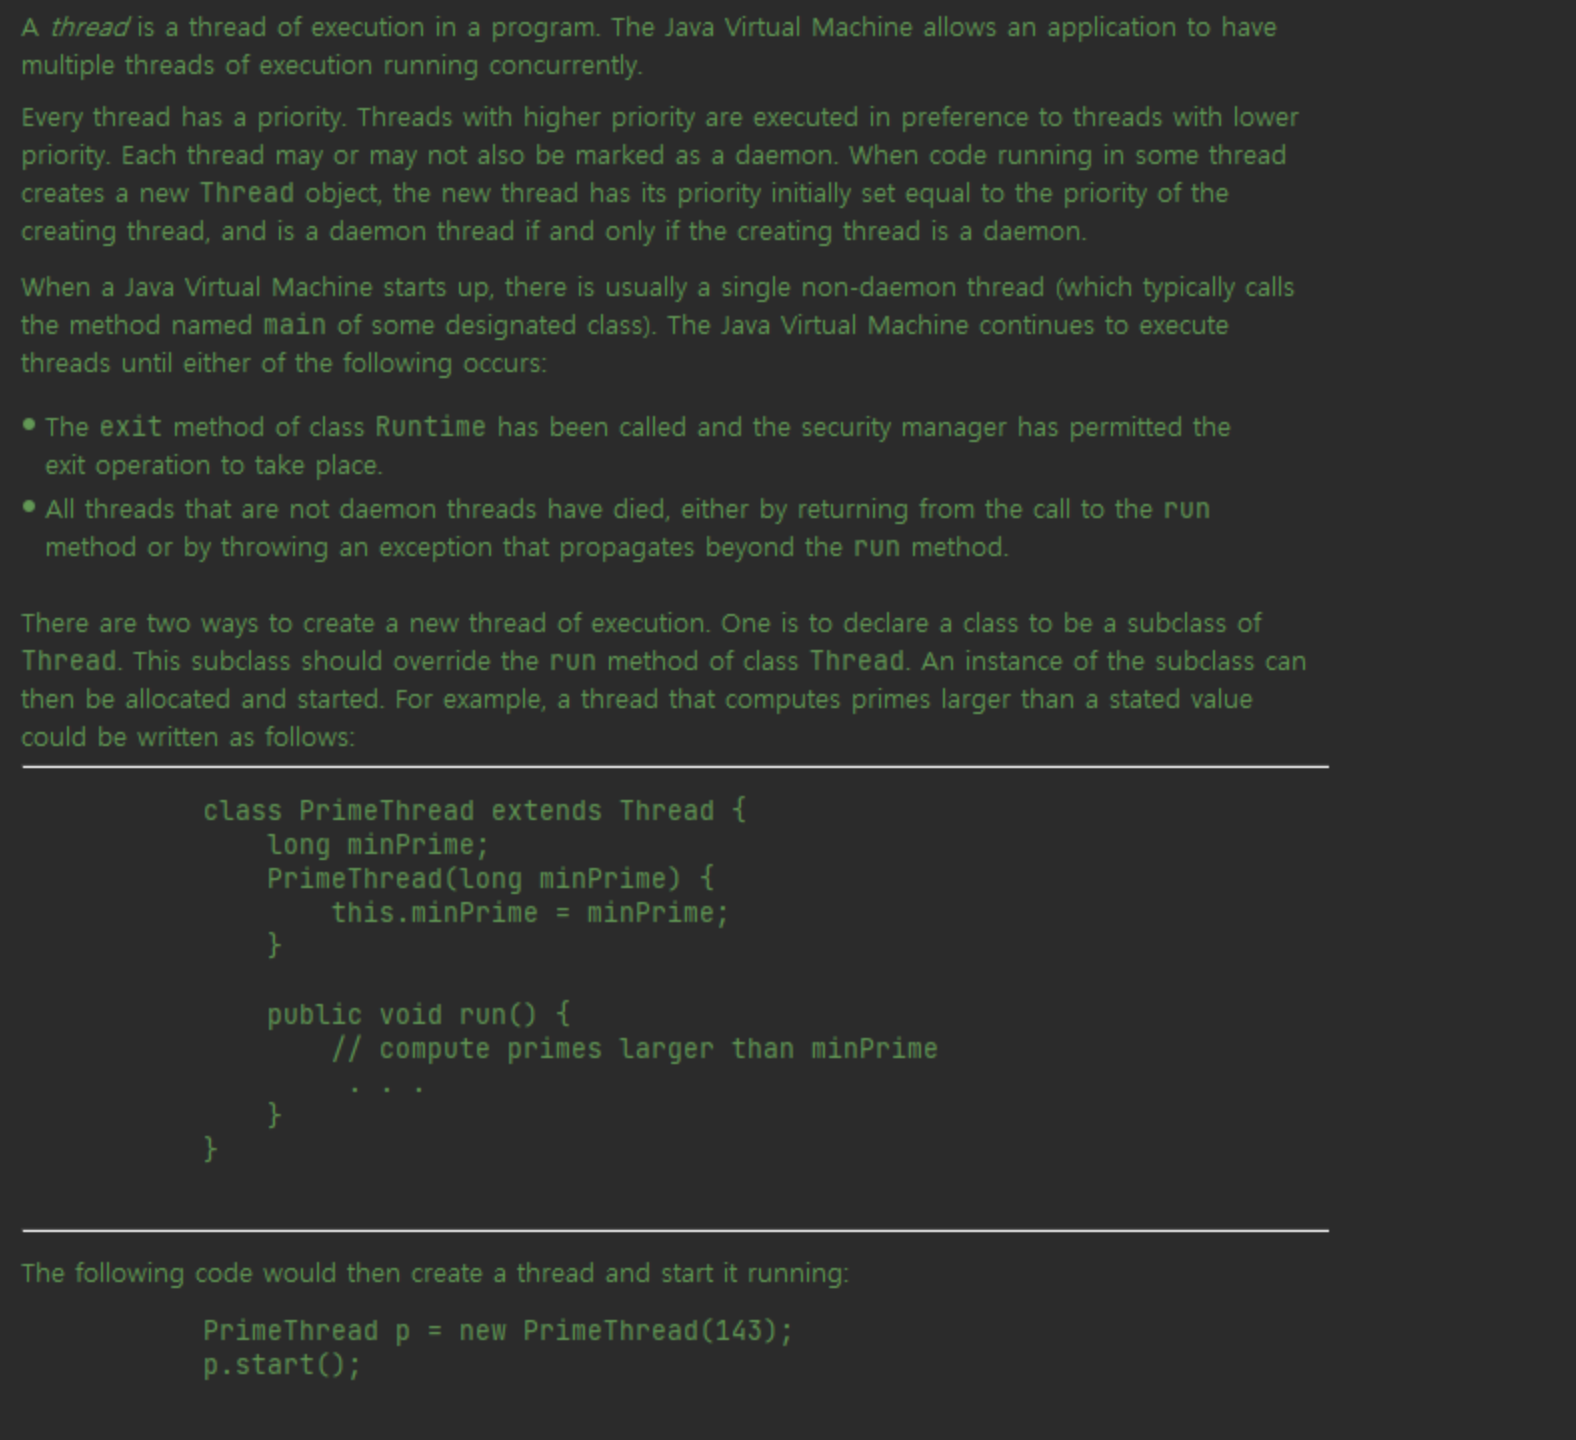 A thread is a thread of execution in a program. The Java Virtual Machine allows an application to have
multiple threads of execution running concurrently.
Every thread has a priority. Threads with higher priority are executed in preference to threads with lower
priority. Each thread may or may not also be marked as a daemon. When code running in some thread
creates a new Thread object, the new thread has its priority initially set equal to the priority of the
creating thread, and is a daemon thread if and only if the creating thread is a daemon.
When a Java Virtual Machine starts up, there is usually a single non-daemon thread (which typically calls
the method named main of some designated class). The Java Virtual Machine continues to execute
threads until either of the following occurs:
• The exit method of class Runtime has been called and the security manager has permitted the
exit operation to take place.
• All threads that are not daemon threads have died, either by returning from the call to the run
method or by throwing an exception that propagates beyond the run method.
There are two ways to create a new thread of execution. One is to declare a class to be a subclass of
Thread. This subclass should override the run method of class Thread. An instance of the subclass can
then be allocated and started. For example, a thread that computes primes larger than a stated value
could be written as follows:
class PrimeThread extends Thread {
    long minPrime;
    PrimeThread(long minPrime) {
        this.minPrime = minPrime;
    }
    public void run() {
        // compute primes larger than minPrime
         . . .
    }
}
The following code would then create a thread and start it running:
PrimeThread p = new PrimeThread(143);
p.start();